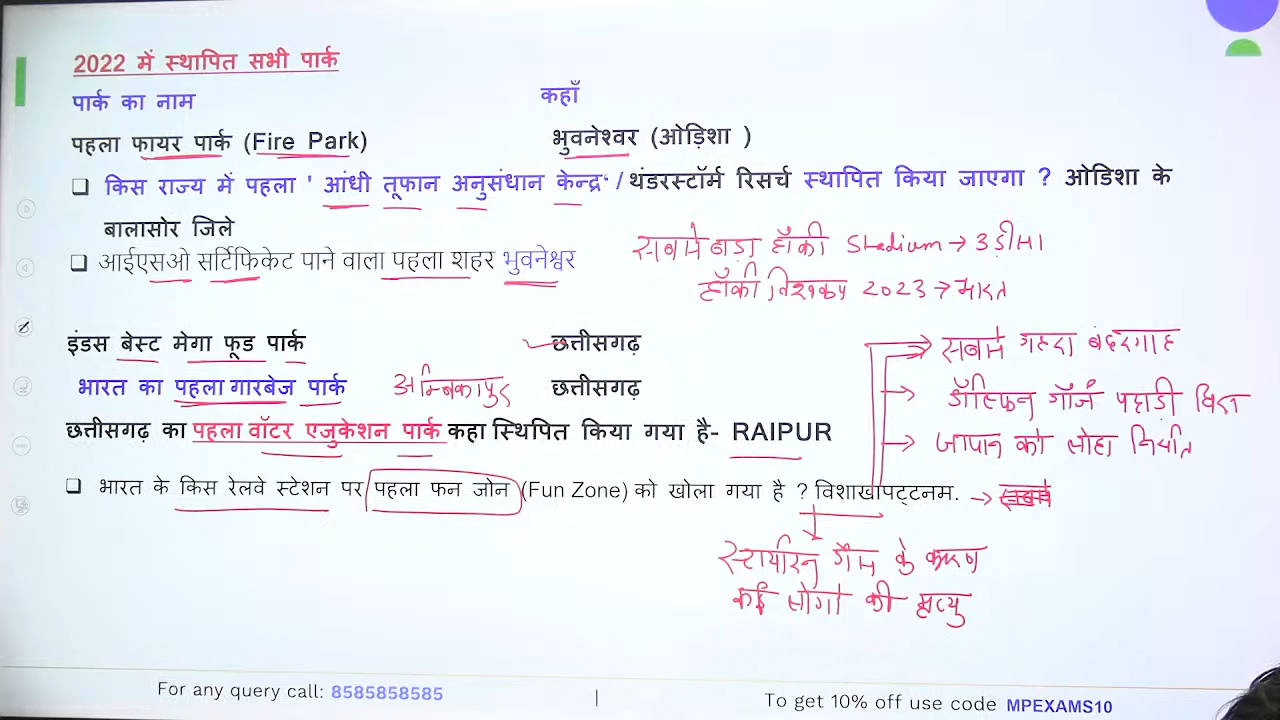 2022 में स्थापित सभी पार्क
पार्क का नाम कहाँ
पहला फायर पार्क (Fire Park) भुवनेश्वर (ओड़िशा )
❑ किस राज्य में पहला ' आंधी तूफान अनुसंधान केन्द्र' / थंडरस्टॉर्म रिसर्च स्थापित किया जाएगा ? ओडिशा के
बालासोर जिले
सबसे बड़ा हॉकी Stadium → उड़ीसा
❑ आईएसओ सर्टिफिकेट पाने वाला पहला शहर भुवनेश्वर
हॉकी विश्वकप 2023 → भारत
इंडस बेस्ट मेगा फूड पार्क छत्तीसगढ़
→ सबसे गहरा बंदरगाह
भारत का पहला गारबेज पार्क अम्बिकापुर छत्तीसगढ़
→ डॉल्फिन गॉर्ज पहाड़ी
छत्तीसगढ़ का पहला वॉटर एजुकेशन पार्क कहा स्थिपित किया गया है- RAIPUR
→ जापान को लोहा निर्यात
❑ भारत के किस रेलवे स्टेशन पर पहला फन जोन (Fun Zone) को खोला गया है ? विशाखापट्टनम. →
स्टायरिन गैस के कारण
कई लोगों की मृत्यु
For any query call: 8585858585 | To get 10% off use code MPEXAMS10